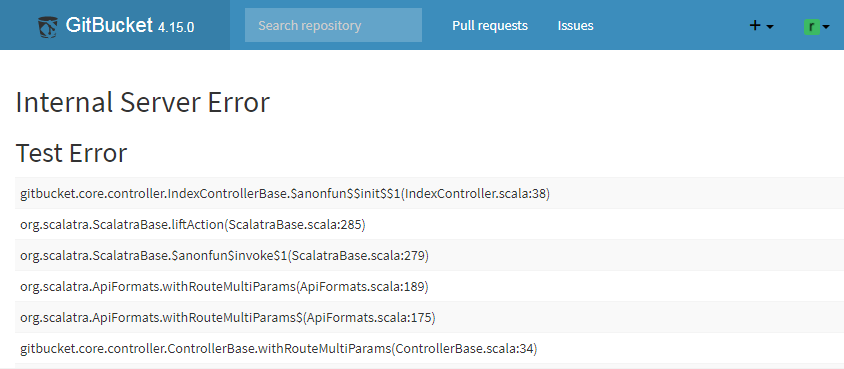 GitBucket 4.15.0 Search repository Pull requests Issues + r
Internal Server Error
Test Error
gitbucket.core.controller.IndexControllerBase.$anonfun$$init$$1(IndexController.scala:38)
org.scalatra.ScalatraBase.liftAction(ScalatraBase.scala:285)
org.scalatra.ScalatraBase.$anonfun$invoke$1(ScalatraBase.scala:279)
org.scalatra.ApiFormats.withRouteMultiParams(ApiFormats.scala:189)
org.scalatra.ApiFormats.withRouteMultiParams$(ApiFormats.scala:175)
gitbucket.core.controller.ControllerBase.withRouteMultiParams(ControllerBase.scala:34)